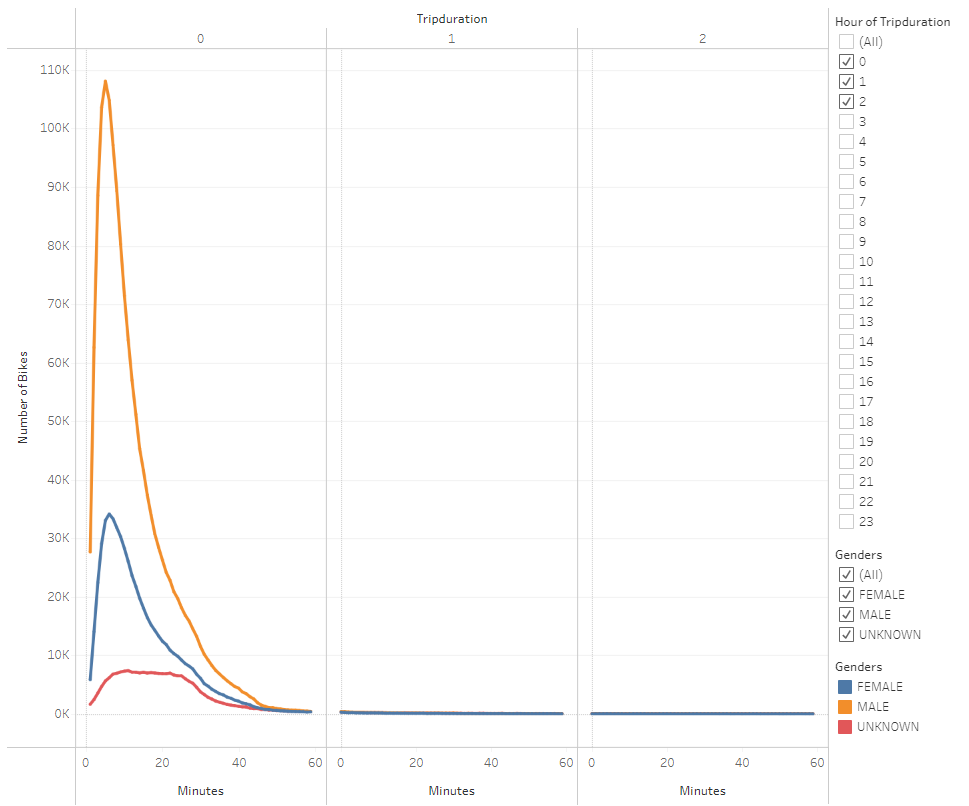 Tripduration
0 1 2
110K
100K
90K
80K
70K
60K
50K
40K
30K
20K
10K
0K
Number of Bikes
0 20 40 60 0 20 40 60 0 20 40 60
Minutes Minutes Minutes
Hour of Tripduration
(All)
0
1
2
3
4
5
6
7
8
9
10
11
12
13
14
15
16
17
18
19
20
21
22
23
Genders
(All)
FEMALE
MALE
UNKNOWN
Genders
FEMALE
MALE
UNKNOWN